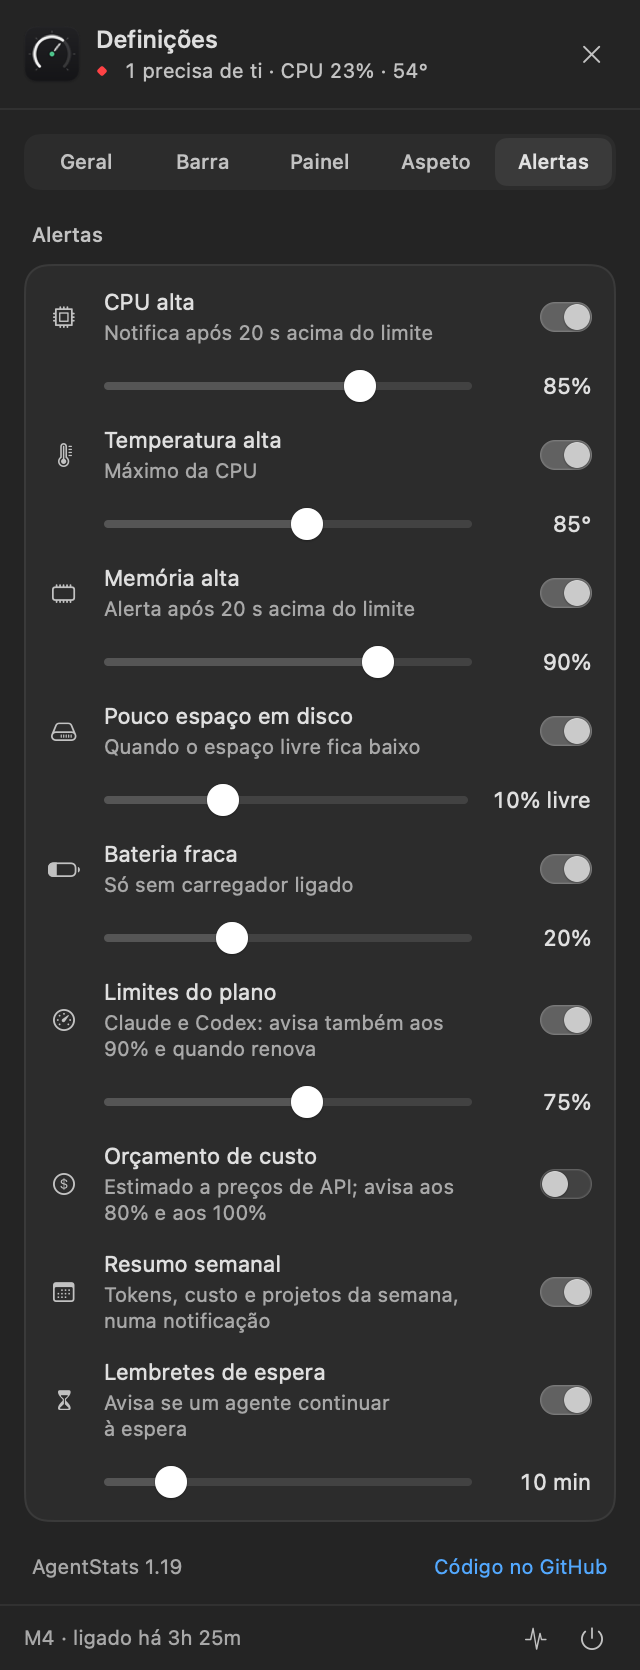 Definições
1 precisa de ti · CPU 23% · 54°
Geral
Barra
Painel
Aspeto
Alertas
Alertas
CPU alta
Notifica após 20 s acima do limite
85%
Temperatura alta
Máximo da CPU
85°
Memória alta
Alerta após 20 s acima do limite
90%
Pouco espaço em disco
Quando o espaço livre fica baixo
10% livre
Bateria fraca
Só sem carregador ligado
20%
Limites do plano
Claude e Codex: avisa também aos
90% e quando renova
75%
Orçamento de custo
Estimado a preços de API; avisa aos
80% e aos 100%
Resumo semanal
Tokens, custo e projetos da semana,
numa notificação
Lembretes de espera
Avisa se um agente continuar
à espera
10 min
AgentStats 1.19
Código no GitHub
M4 · ligado há 3h 25m